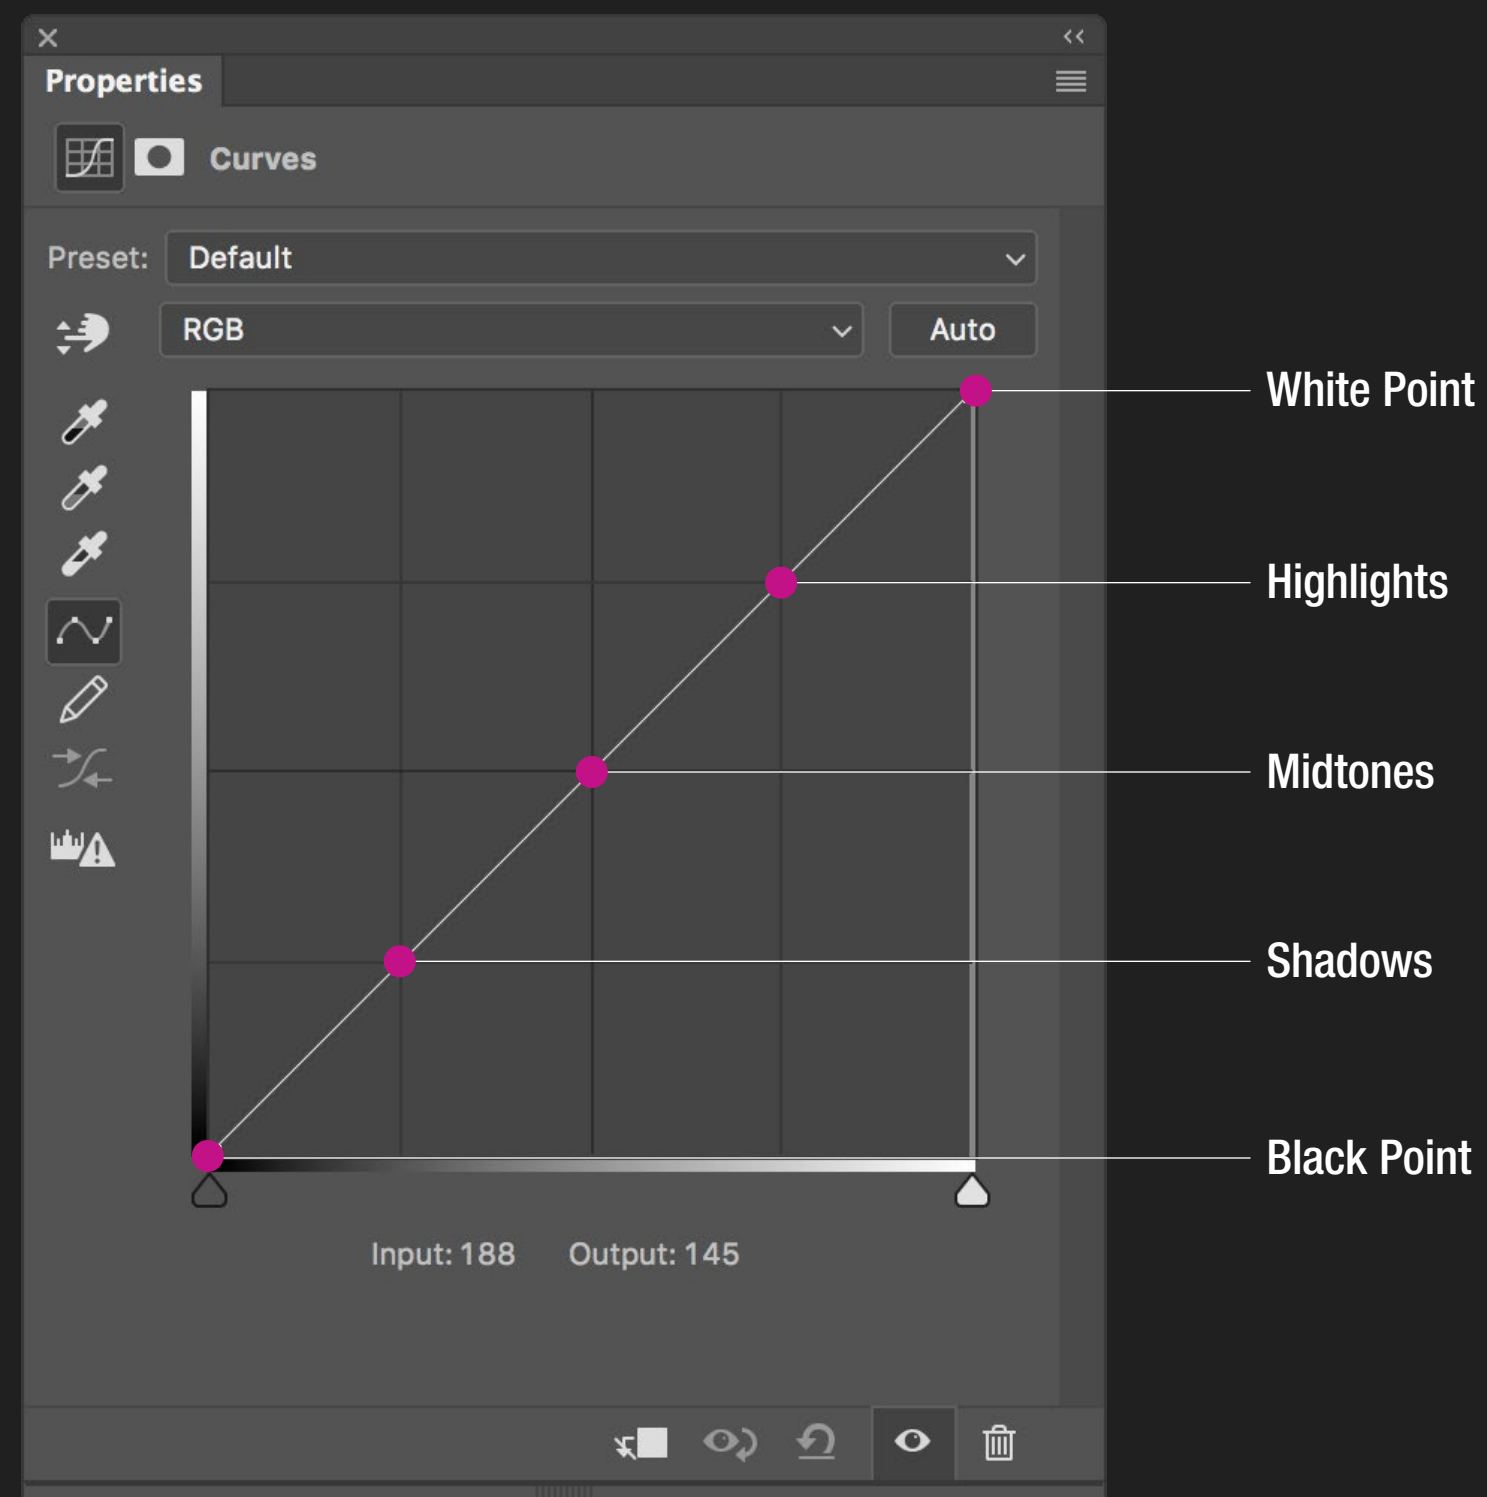 Properties
Curves
Preset: Default
RGB Auto
White Point
Highlights
Midtones
Shadows
Black Point
Input: 188 Output: 145